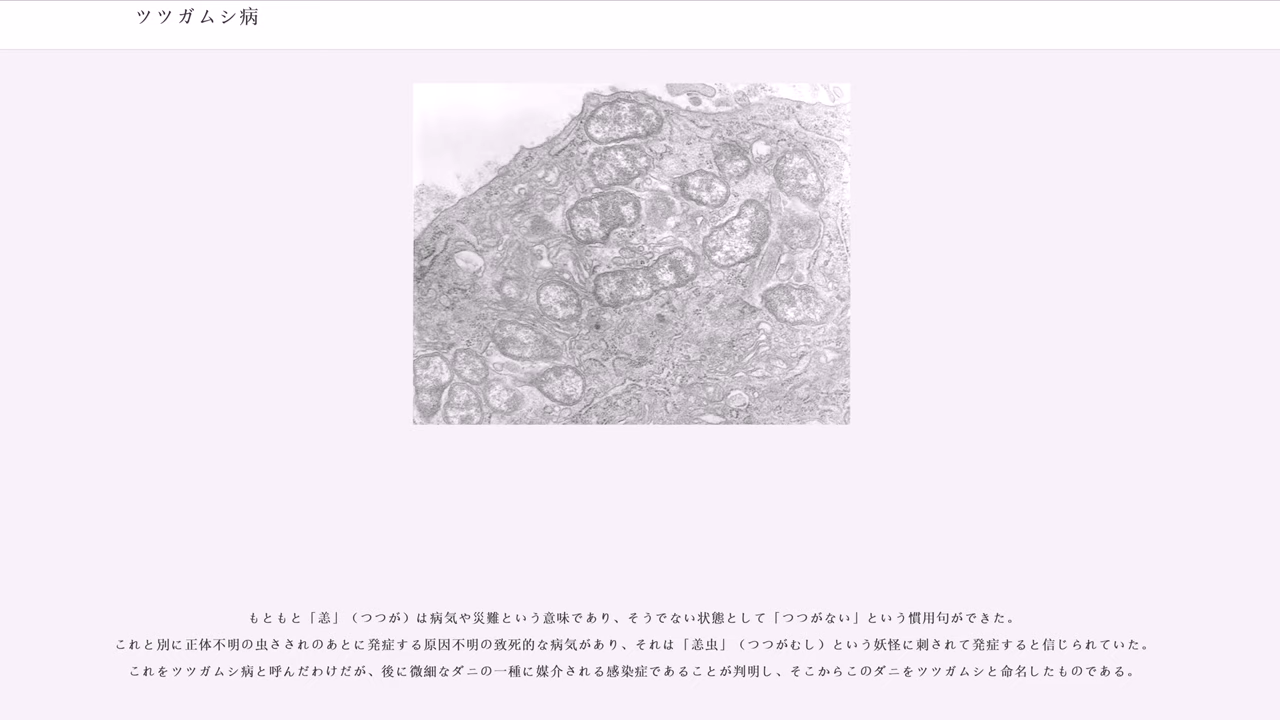 ツツガムシ病
もともと「恙」（つつが）は病気や災難という意味であり、そうでない状態として「つつがない」という慣用句ができた。
これと別に正体不明の虫さされのあとに発症する原因不明の致死的な病気があり、それは「恙虫」（つつがむし）という妖怪に刺されて発症すると信じられていた。
これをツツガムシ病と呼んだわけだが、後に微細なダニの一種に媒介される感染症であることが判明し、そこからこのダニをツツガムシと命名したものである。